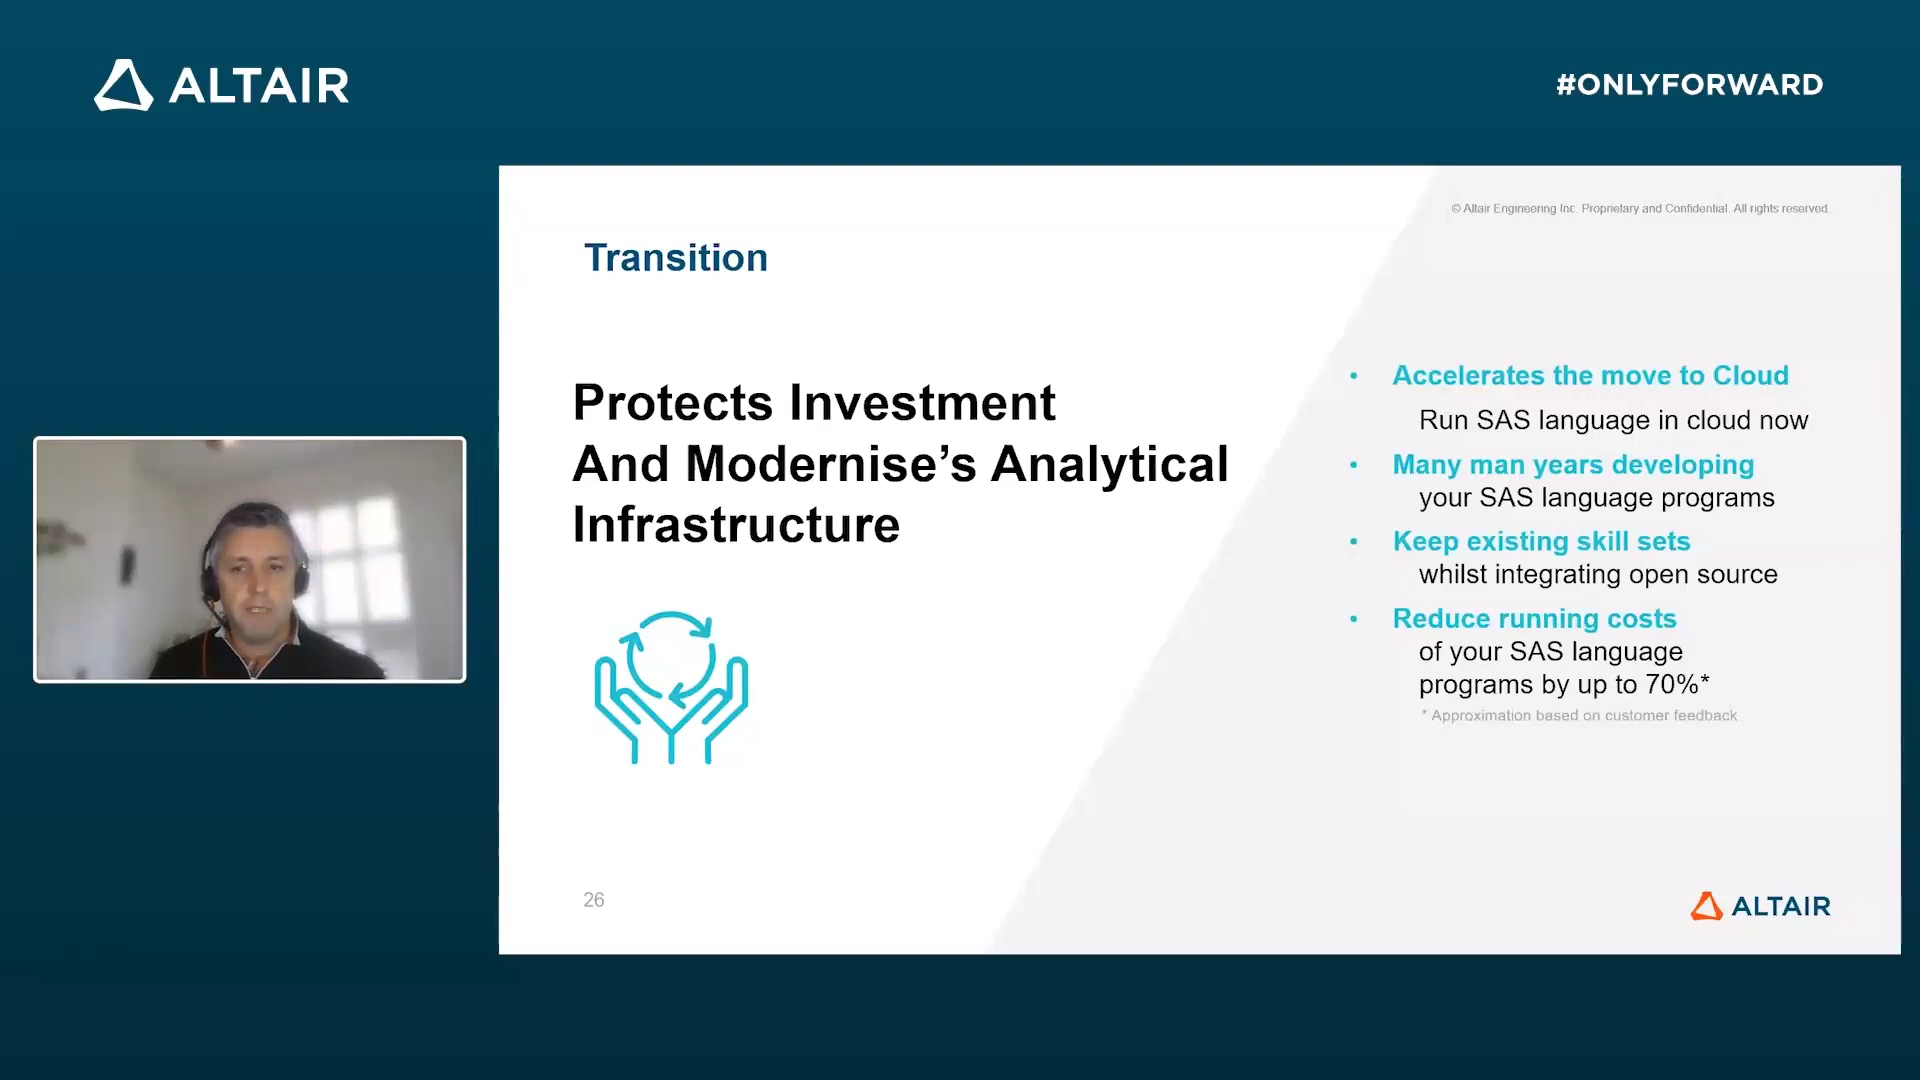 ALTAIR
#ONLYFORWARD
© Altair Engineering Inc. Proprietary and Confidential. All rights reserved.
Transition
Protects Investment
And Modernise’s Analytical
Infrastructure
• Accelerates the move to Cloud
Run SAS language in cloud now
• Many man years developing
your SAS language programs
• Keep existing skill sets
whilst integrating open source
• Reduce running costs
of your SAS language
programs by up to 70%*
* Approximation based on customer feedback
26
ALTAIR